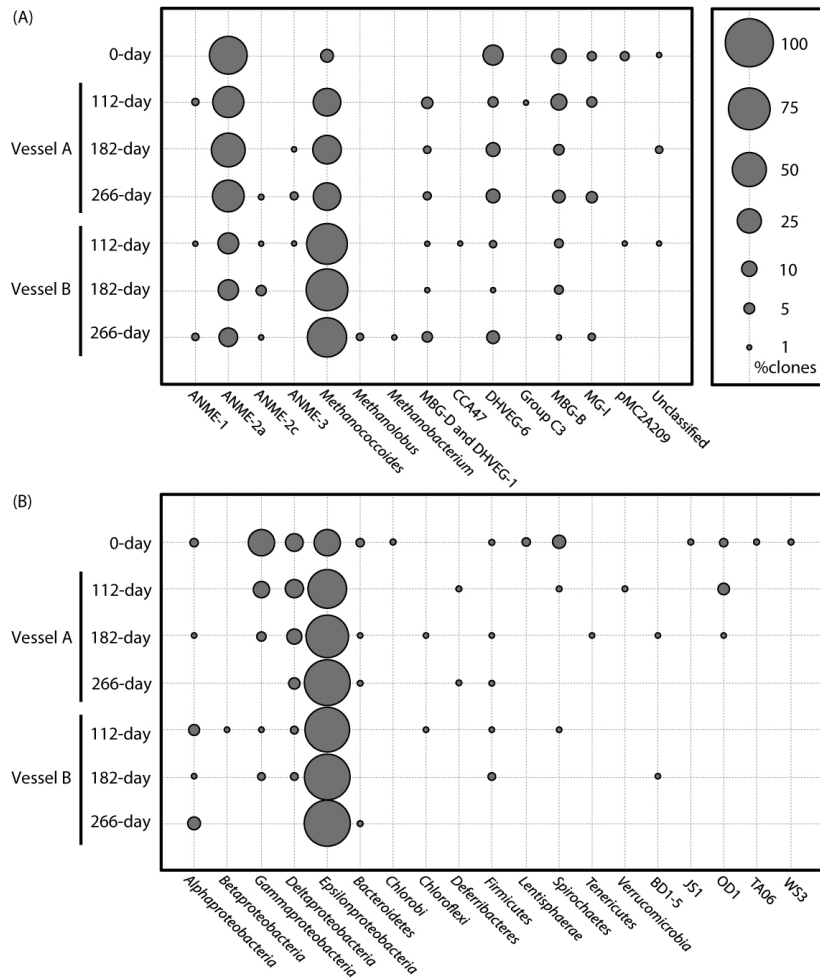 (A)
0-day
112-day
Vessel A
182-day
266-day
112-day
Vessel B
182-day
266-day
100
75
50
25
10
5
1
%clones
ANME-1
ANME-2a
ANME-2c
ANME-3
Methanococcoides
Methanolobus
Methanobacterium
MBG-D and DHVEG-1
CCA47
DHVEG-6
Group C3
MBG-B
MG-I
pMC2A209
Unclassified
(B)
0-day
112-day
Vessel A
182-day
266-day
112-day
Vessel B
182-day
266-day
Alphaproteobacteria
Betaproteobacteria
Gammaproteobacteria
Deltaproteobacteria
Epsilonproteobacteria
Bacteroidetes
Chlorobi
Chloroflexi
Deferribacteres
Firmicutes
Lentisphaerae
Spirochaetes
Tenericutes
Verrucomicrobia
BD1-5
JS1
OD1
TA06
WS3